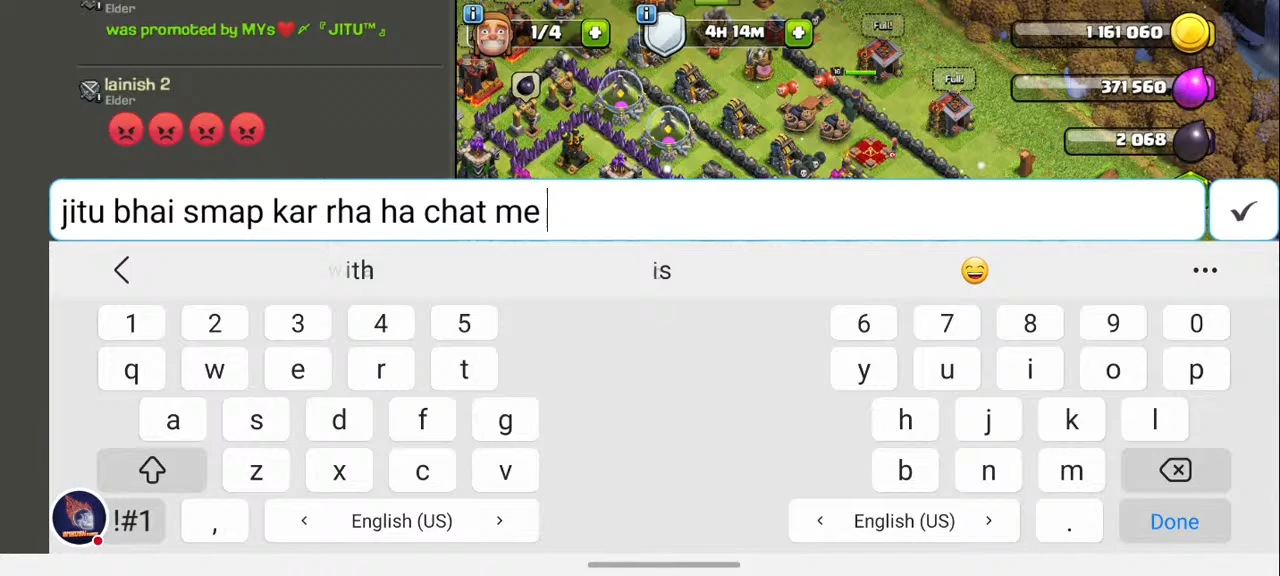 Elder
was promoted by MYs❤️〆『JITU™』
lainish 2
Elder
😡😡😡😡
1/4
4H 14M
Full!
Full!
1 161 060
371 560
2 068
jitu bhai smap kar rha ha chat me
is
😄
1 2 3 4 5 6 7 8 9 0
q w e r t y u i o p
a s d f g h j k l
z x c v b n m
!#1 , < English (US) > < English (US) > . Done